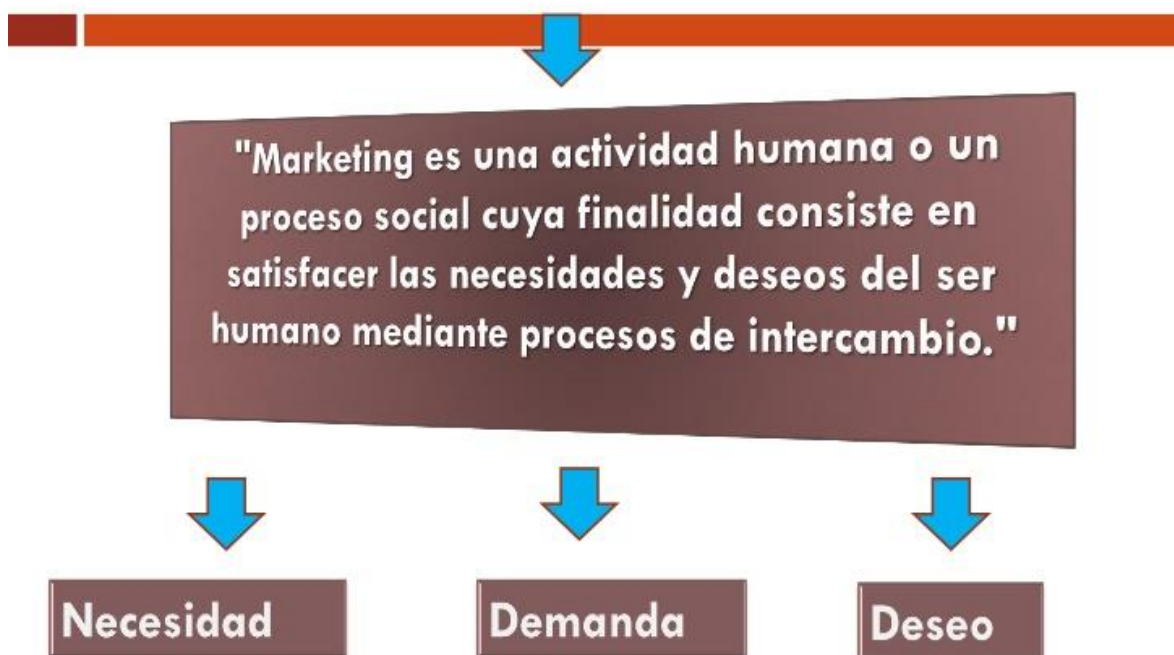 "Marketing es una actividad humana o un
proceso social cuya finalidad consiste en
satisfacer las necesidades y deseos del ser
humano mediante procesos de intercambio."
Necesidad
Demanda
Deseo